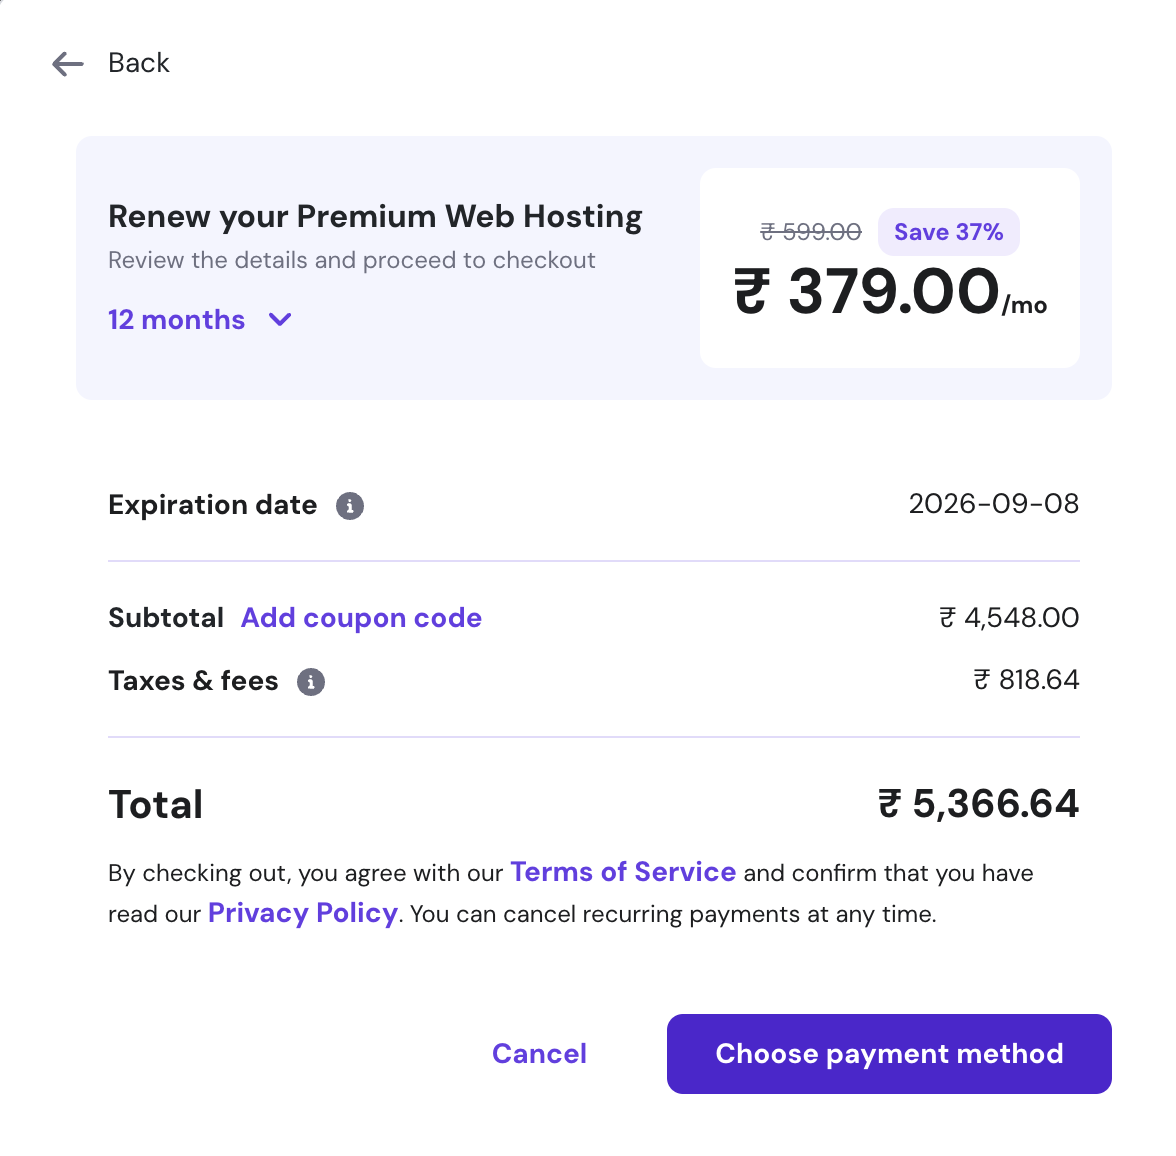 Back
Renew your Premium Web Hosting
Review the details and proceed to checkout
12 months
₹ 599.00 Save 37%
₹ 379.00/mo
Expiration date 2026-09-08
Subtotal Add coupon code ₹ 4,548.00
Taxes & fees ₹ 818.64
Total ₹ 5,366.64
By checking out, you agree with our Terms of Service and confirm that you have
read our Privacy Policy. You can cancel recurring payments at any time.
Cancel Choose payment method